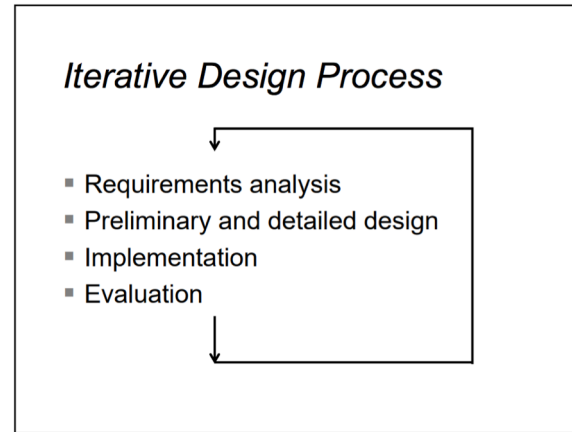 Iterative Design Process
▪ Requirements analysis
▪ Preliminary and detailed design
▪ Implementation
▪ Evaluation